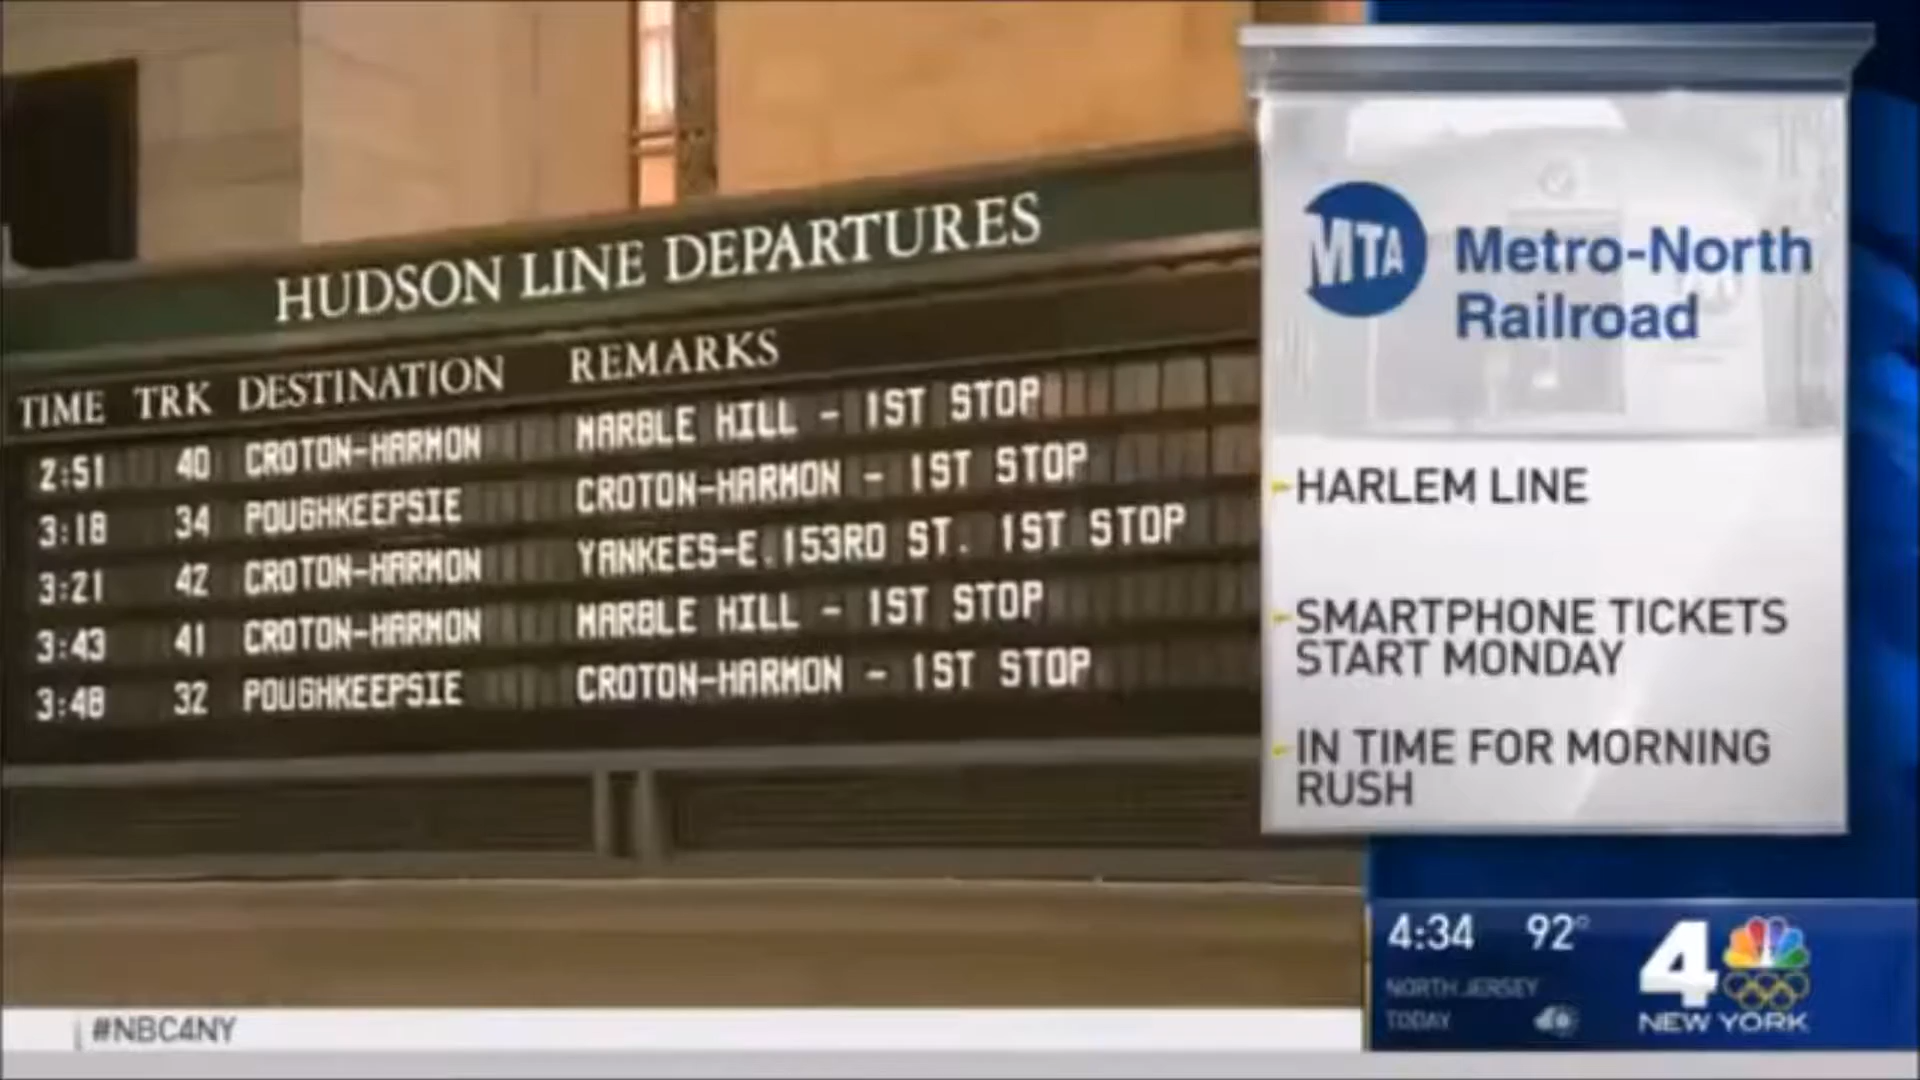 HUDSON LINE DEPARTURES
TIME TRK DESTINATION REMARKS
2:51 40 CROTON-HARMON MARBLE HILL - 1ST STOP
3:18 34 POUGHKEEPSIE CROTON-HARMON - 1ST STOP
3:21 42 CROTON-HARMON YANKEES-E.153RD ST. 1ST STOP
3:43 41 CROTON-HARMON MARBLE HILL - 1ST STOP
3:48 32 POUGHKEEPSIE CROTON-HARMON - 1ST STOP
MTA Metro-North
Railroad
HARLEM LINE
SMARTPHONE TICKETS
START MONDAY
IN TIME FOR MORNING
RUSH
4:34 92°
NORTH JERSEY
TODAY
4
NEW YORK
#NBC4NY